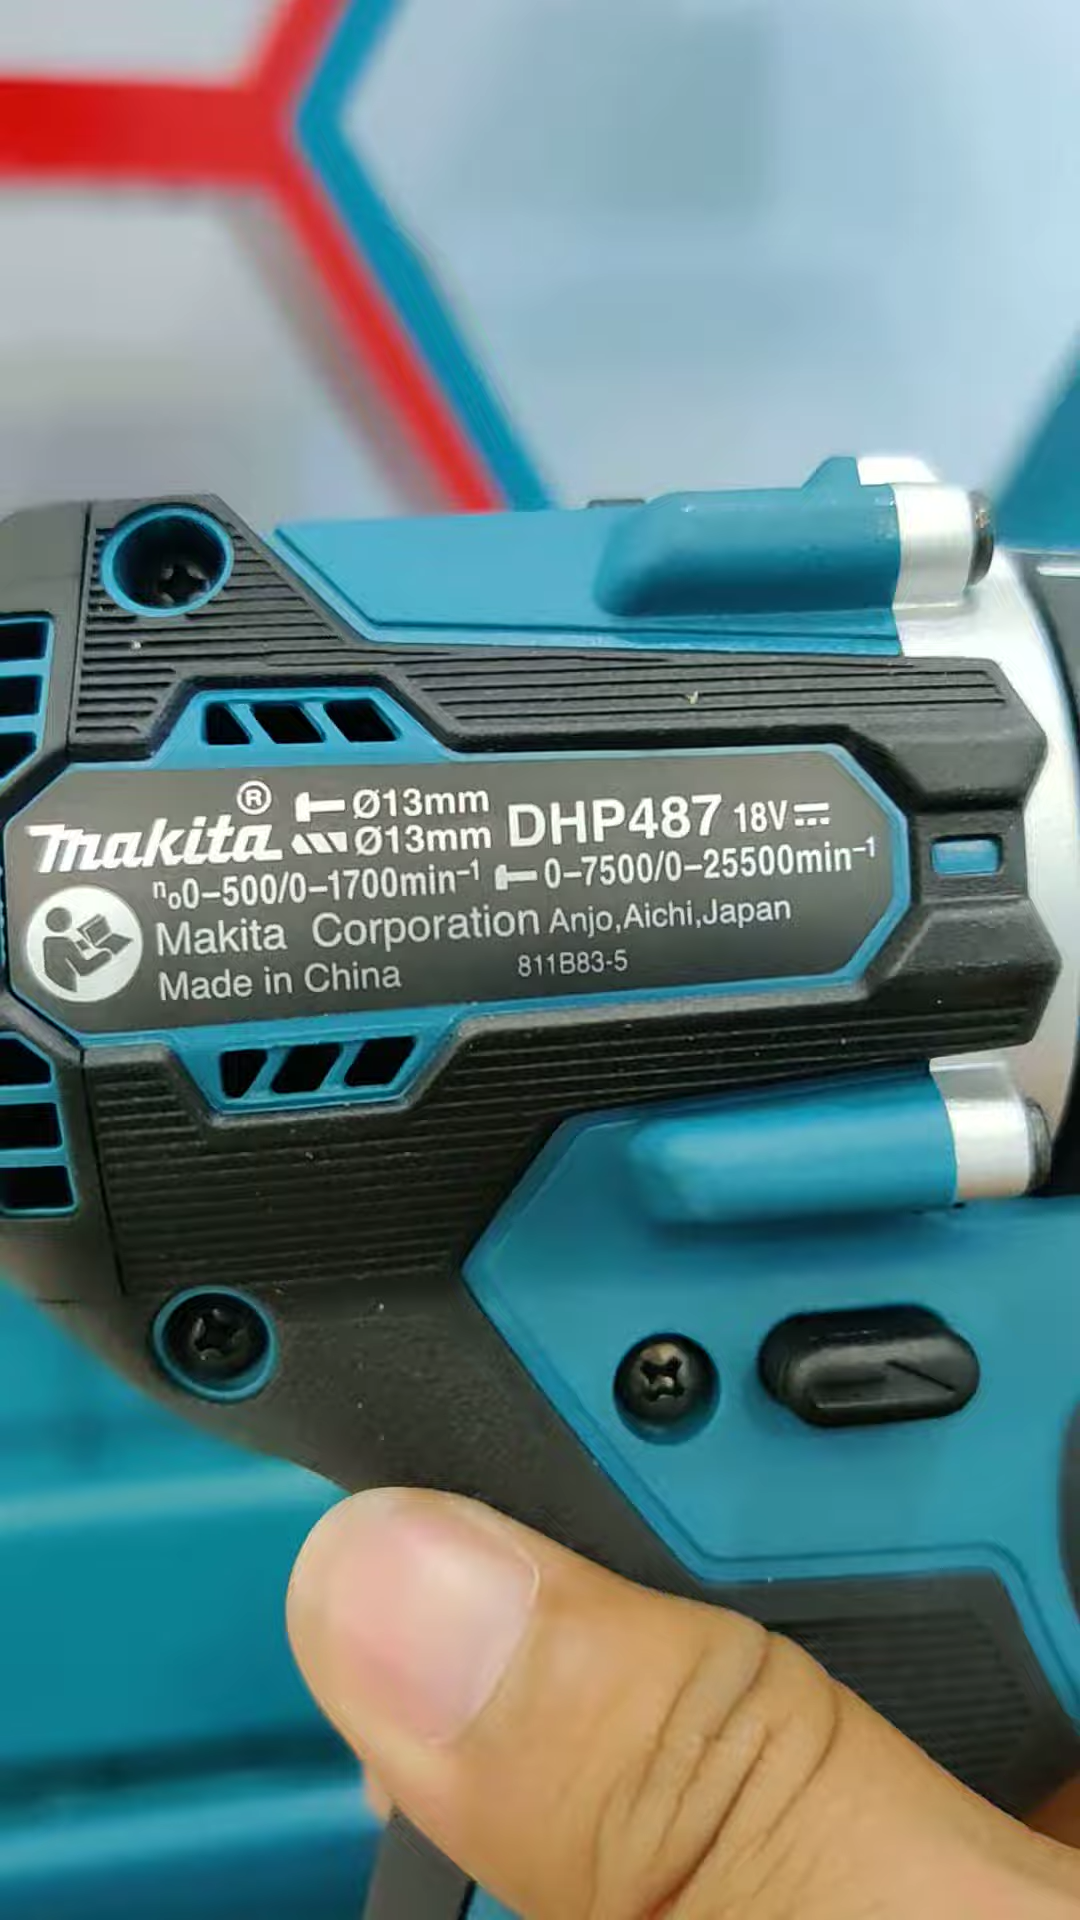 makita® Ø13mm DHP487 18V
Ø13mm
n₀0-500/0-1700min⁻¹ 0-7500/0-25500min⁻¹
Makita Corporation Anjo,Aichi,Japan
Made in China 811B83-5